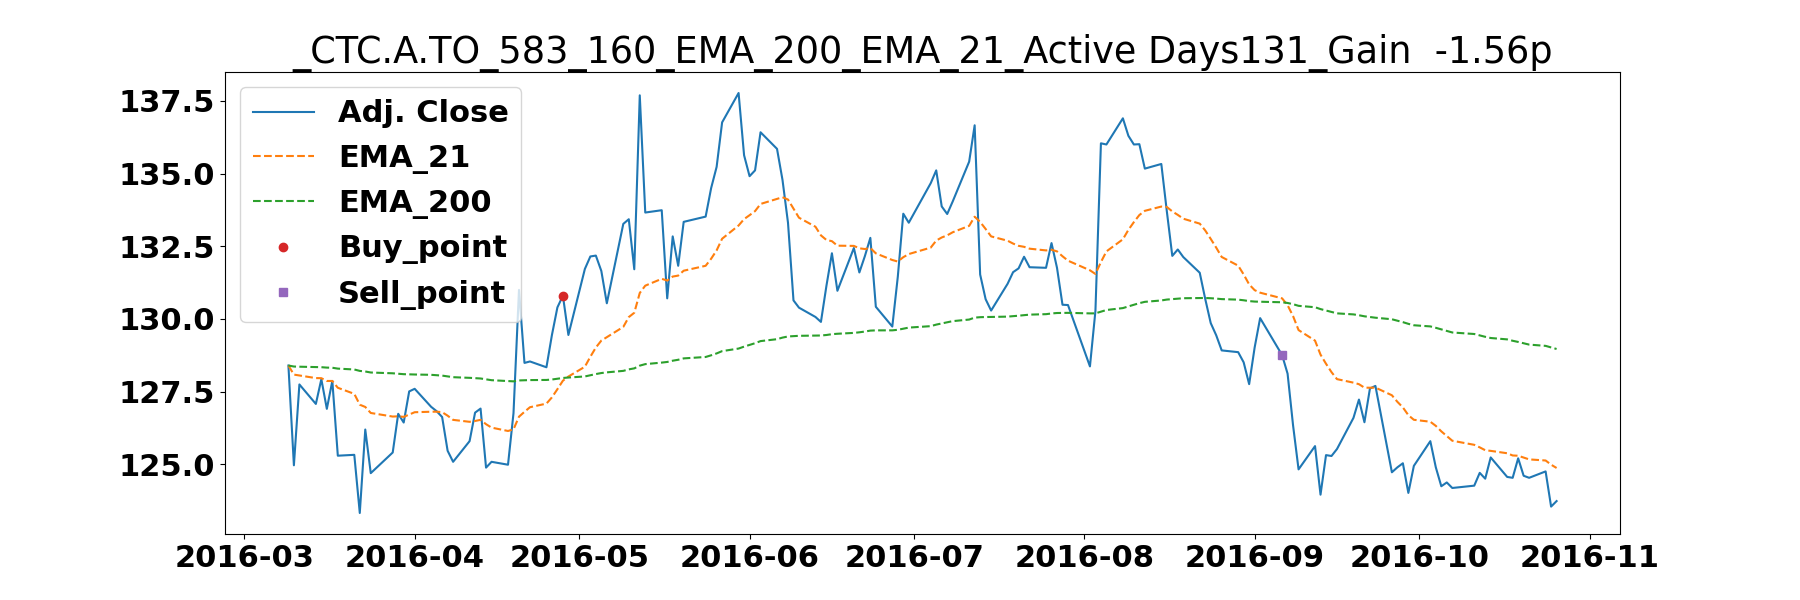 _CTC.A.TO_583_160_EMA_200_EMA_21_Active Days131_Gain  -1.56p
137.5
135.0
132.5
130.0
127.5
125.0
Adj. Close
EMA_21
EMA_200
Buy_point
Sell_point
2016-03 2016-04 2016-05 2016-06 2016-07 2016-08 2016-09 2016-10 2016-11